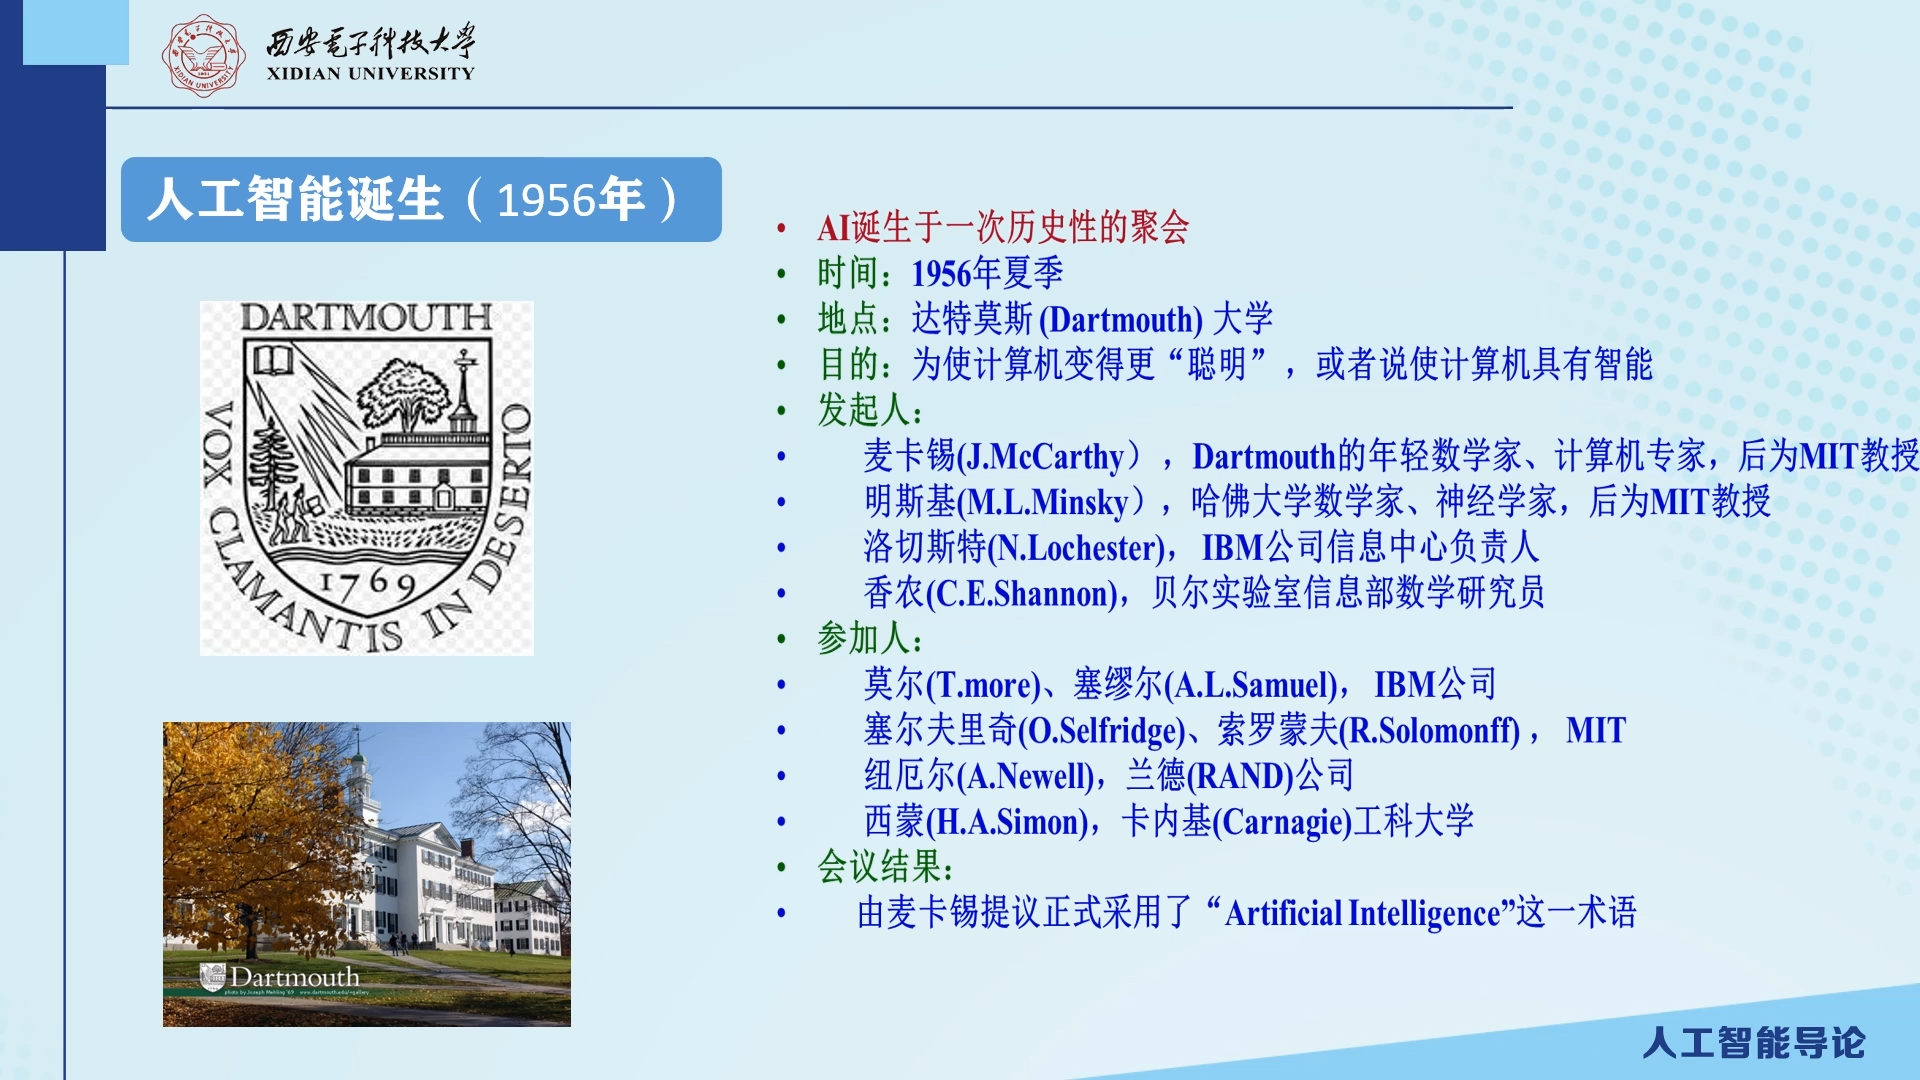 西安电子科技大学
XIDIAN UNIVERSITY
人工智能诞生（1956年）
DARTMOUTH
VOX CLAMANTIS IN DESERTO
1769
Dartmouth
photo by Joseph Mehling '69 www.dartmouth.edu/~gallery
• AI诞生于一次历史性的聚会
• 时间：1956年夏季
• 地点：达特莫斯 (Dartmouth) 大学
• 目的：为使计算机变得更“聪明”，或者说使计算机具有智能
• 发起人：
• 麦卡锡(J.McCarthy），Dartmouth的年轻数学家、计算机专家，后为MIT教授
• 明斯基(M.L.Minsky），哈佛大学数学家、神经学家，后为MIT教授
• 洛切斯特(N.Lochester)， IBM公司信息中心负责人
• 香农(C.E.Shannon)，贝尔实验室信息部数学研究员
• 参加人：
• 莫尔(T.more)、塞缪尔(A.L.Samuel)， IBM公司
• 塞尔夫里奇(O.Selfridge)、索罗蒙夫(R.Solomonff) ， MIT
• 纽厄尔(A.Newell)，兰德(RAND)公司
• 西蒙(H.A.Simon)，卡内基(Carnagie)工科大学
• 会议结果：
• 由麦卡锡提议正式采用了“Artificial Intelligence”这一术语
人工智能导论